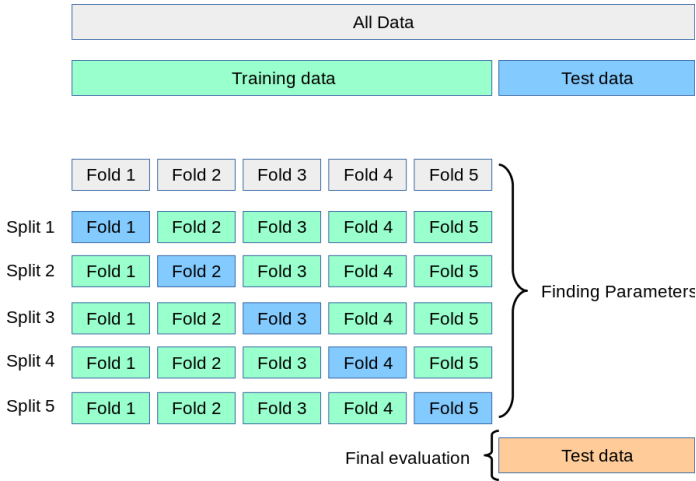 All Data
Training data Test data
Fold 1 Fold 2 Fold 3 Fold 4 Fold 5
Split 1 Fold 1 Fold 2 Fold 3 Fold 4 Fold 5
Split 2 Fold 1 Fold 2 Fold 3 Fold 4 Fold 5
Finding Parameters
Split 3 Fold 1 Fold 2 Fold 3 Fold 4 Fold 5
Split 4 Fold 1 Fold 2 Fold 3 Fold 4 Fold 5
Split 5 Fold 1 Fold 2 Fold 3 Fold 4 Fold 5
Final evaluation Test data